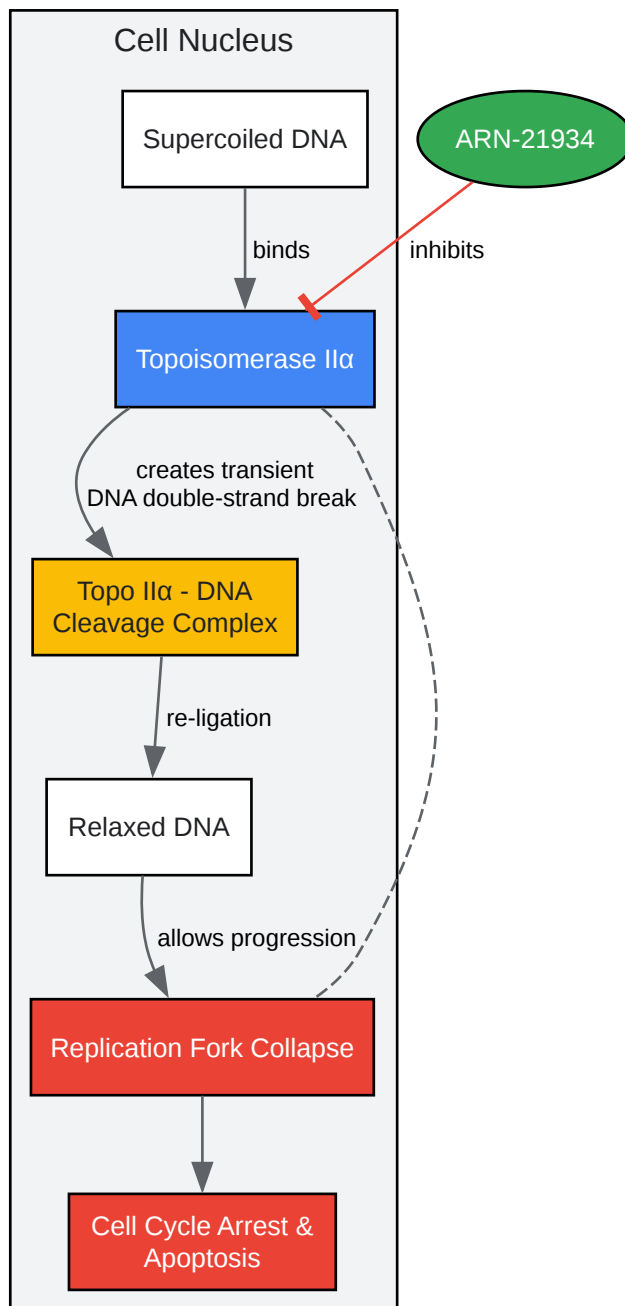 Cell Nucleus
Supercoiled DNA
ARN-21934
binds
inhibits
Topoisomerase IIα
creates transient
DNA double-strand break
Topo IIα - DNA
Cleavage Complex
re-ligation
Relaxed DNA
allows progression
Replication Fork Collapse
Cell Cycle Arrest &
Apoptosis